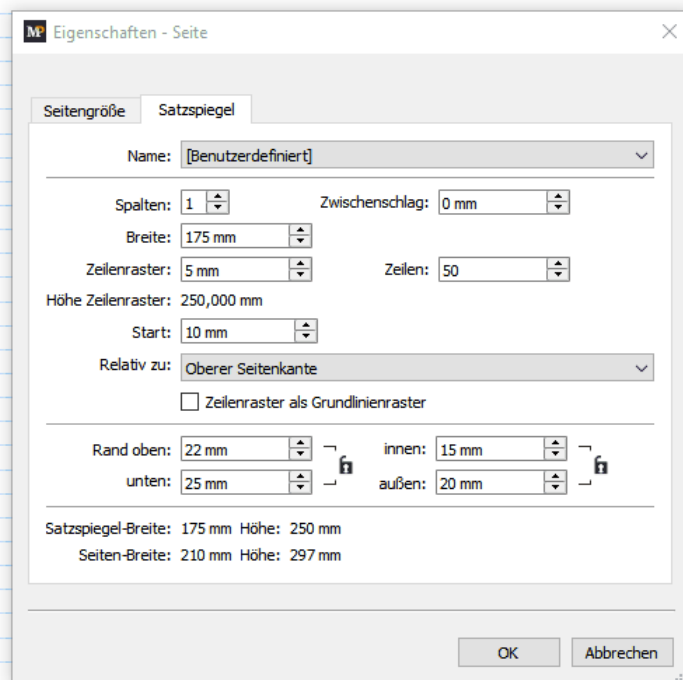 MP Eigenschaften - Seite
Seitengröße Satzspiegel
Name: [Benutzerdefiniert]
Spalten: 1 Zwischenschlag: 0 mm
Breite: 175 mm
Zeilenraster: 5 mm Zeilen: 50
Höhe Zeilenraster: 250,000 mm
Start: 10 mm
Relativ zu: Oberer Seitenkante
Zeilenraster als Grundlinienraster
Rand oben: 22 mm innen: 15 mm
unten: 25 mm außen: 20 mm
Satzspiegel-Breite: 175 mm Höhe: 250 mm
Seiten-Breite: 210 mm Höhe: 297 mm
OK Abbrechen